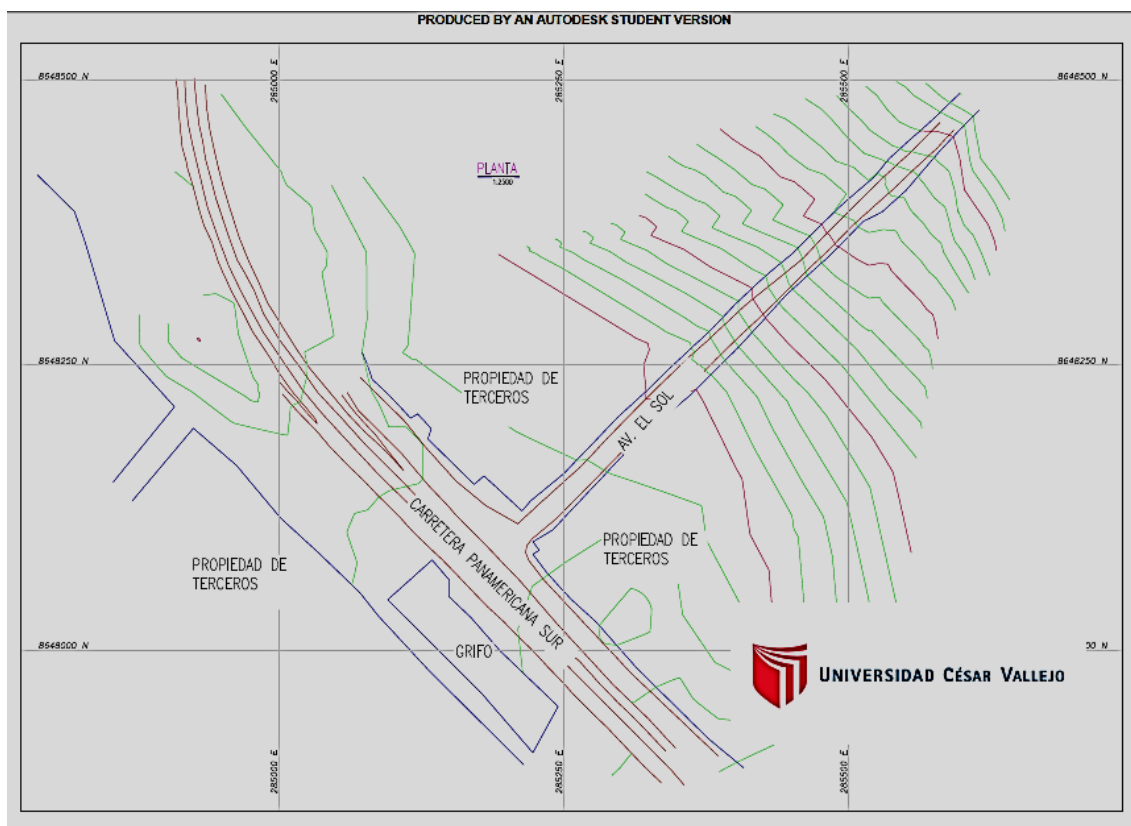 PRODUCED BY AN AUTODESK STUDENT VERSION
8648500 N
285000 E
285250 E
285500 E
8648500 N
PLANTA
1:2500
8648250 N
8648250 N
PROPIEDAD DE
TERCEROS
AV. EL SOL
CARRETERA PANAMERICANA SUR
PROPIEDAD DE
TERCEROS
PROPIEDAD DE
TERCEROS
8648000 N
GRIFO
00 N
UNIVERSIDAD CÉSAR VALLEJO
285000 E
285250 E
285500 E